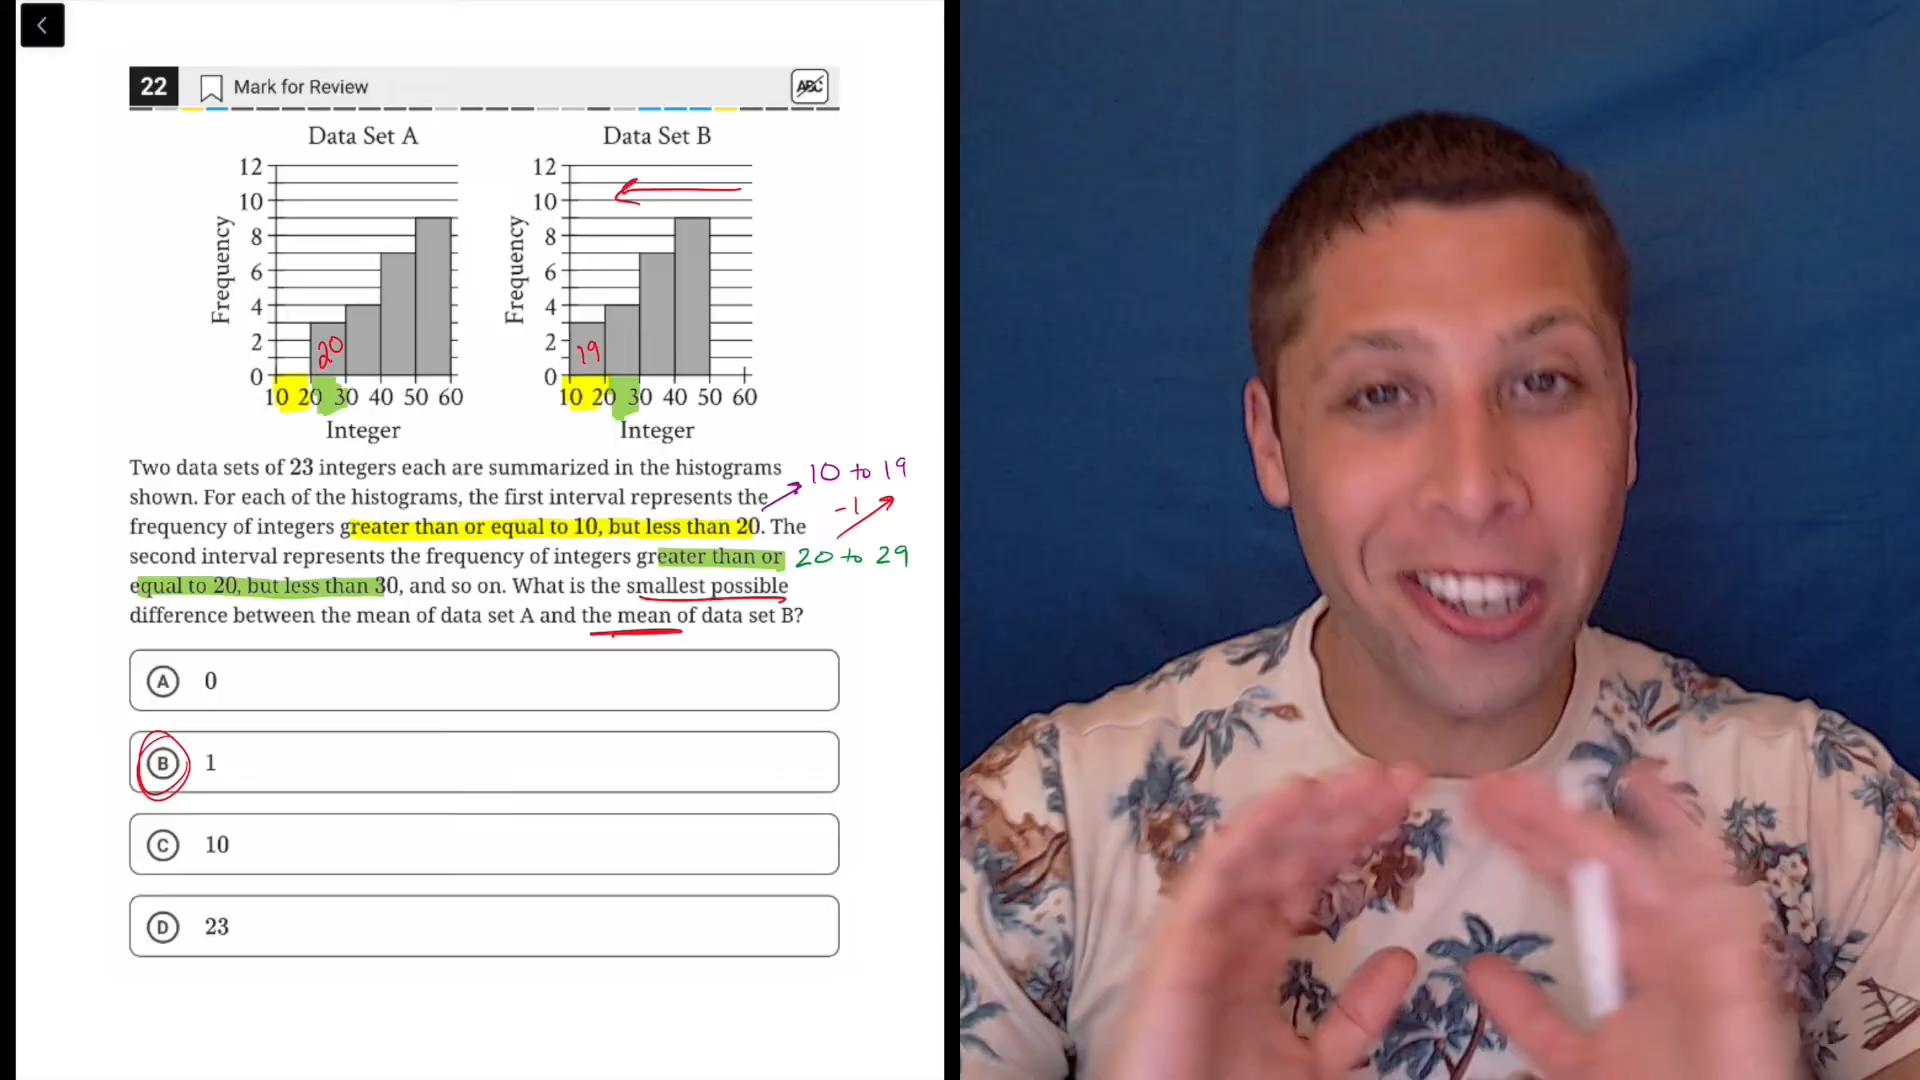 22 Mark for Review ABC
Data Set A
12
10
8
6
4
2
0
Frequency
20
10 20 30 40 50 60
Integer
Data Set B
12
10
8
6
4
2
0
Frequency
19
10 20 30 40 50 60
Integer
Two data sets of 23 integers each are summarized in the histograms
shown. For each of the histograms, the first interval represents the
frequency of integers greater than or equal to 10, but less than 20. The
second interval represents the frequency of integers greater than or
equal to 20, but less than 30, and so on. What is the smallest possible
difference between the mean of data set A and the mean of data set B?
10 to 19
-1
20 to 29
A 0
B 1
C 10
D 23